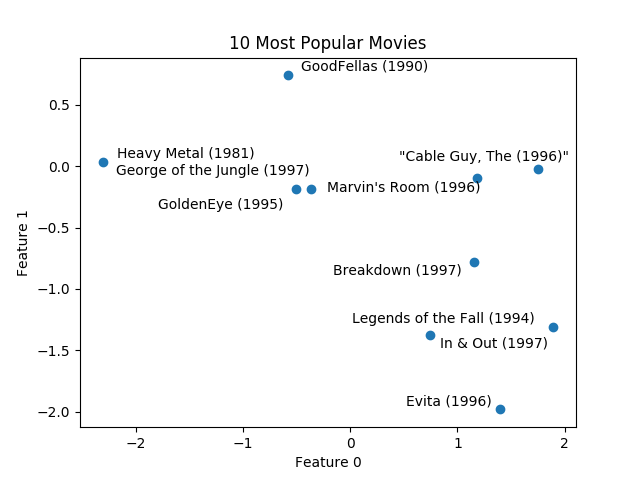 10 Most Popular Movies
GoodFellas (1990)
0.5
Heavy Metal (1981)
"Cable Guy, The (1996)"
0.0
George of the Jungle (1997)
Marvin's Room (1996)
GoldenEye (1995)
−0.5
Feature 1
Breakdown (1997)
−1.0
Legends of the Fall (1994)
In & Out (1997)
−1.5
Evita (1996)
−2.0
−2 −1 0 1 2
Feature 0